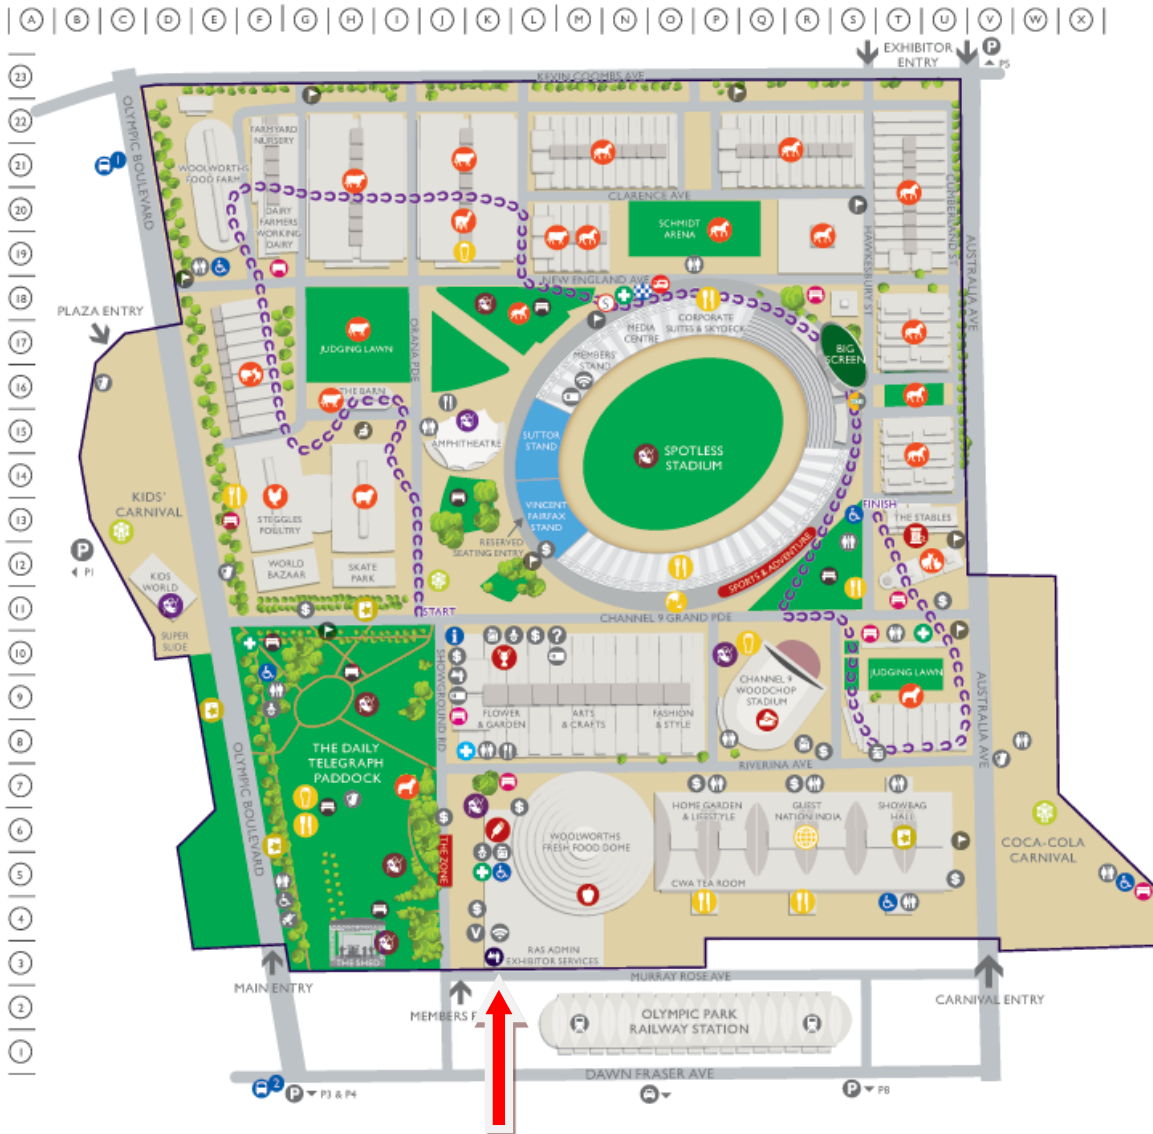 A B C D E F G H I J K L M N O P Q R S T U V W X
EXHIBITOR
ENTRY
P
P5
23
KEVIN COOMBS AVE
22
OLYMPIC BOULEVARD
FARMYARD
NURSERY
21
1
WOOLWORTHS
FOOD FARM
CUMBERLAND ST
CLARENCE AVE
20
DAIRY
FARMERS
WORKING
DAIRY
SCHMIDT
ARENA
HAWKESBURY ST
AUSTRALIA AVE
19
NEW ENGLAND AVE
18
S
PLAZA ENTRY
ORANA PDE
CORPORATE
SUITES & SKYDECK
MEDIA
CENTRE
17
JUDGING LAWN
BIG
SCREEN
MEMBERS'
STAND
16
THE BARN
15
AMPHITHEATRE
SUTTOR
STAND
SPOTLESS
STADIUM
14
KIDS'
CARNIVAL
VINCENT
FAIRFAX
STAND
FINISH
13
STEGGLES
POULTRY
THE STABLES
RESERVED
SEATING ENTRY
$
SPORTS & ADVENTURE
P
P1
12
WORLD
BAZAAR
SKATE
PARK
KIDS
WORLD
$
11
$
START
CHANNEL 9 GRAND PDE
SUPER
SLIDE
i
$
?
10
$
SHOWGROUND RD
JUDGING LAWN
CHANNEL 9
WOODCHOP
STADIUM
AUSTRALIA AVE
9
FLOWER
& GARDEN
ARTS
& CRAFTS
FASHION
& STYLE
8
OLYMPIC BOULEVARD
THE DAILY
TELEGRAPH
PADDOCK
$
RIVERINA AVE
7
$
$
HOME GARDEN
& LIFESTYLE
GUEST
NATION INDIA
SHOWBAG
HALL
$
$
6
WOOLWORTHS
FRESH FOOD DOME
COCA-COLA
CARNIVAL
THE ZONE
5
CWA TEA ROOM
$
4
$
V
RAS ADMIN
EXHIBITOR SERVICES
THE SHED
3
MURRAY ROSE AVE
MAIN ENTRY
CARNIVAL ENTRY
2
MEMBERS
OLYMPIC PARK
RAILWAY STATION
1
DAWN FRASER AVE
2
P
P3 & P4
P
P8